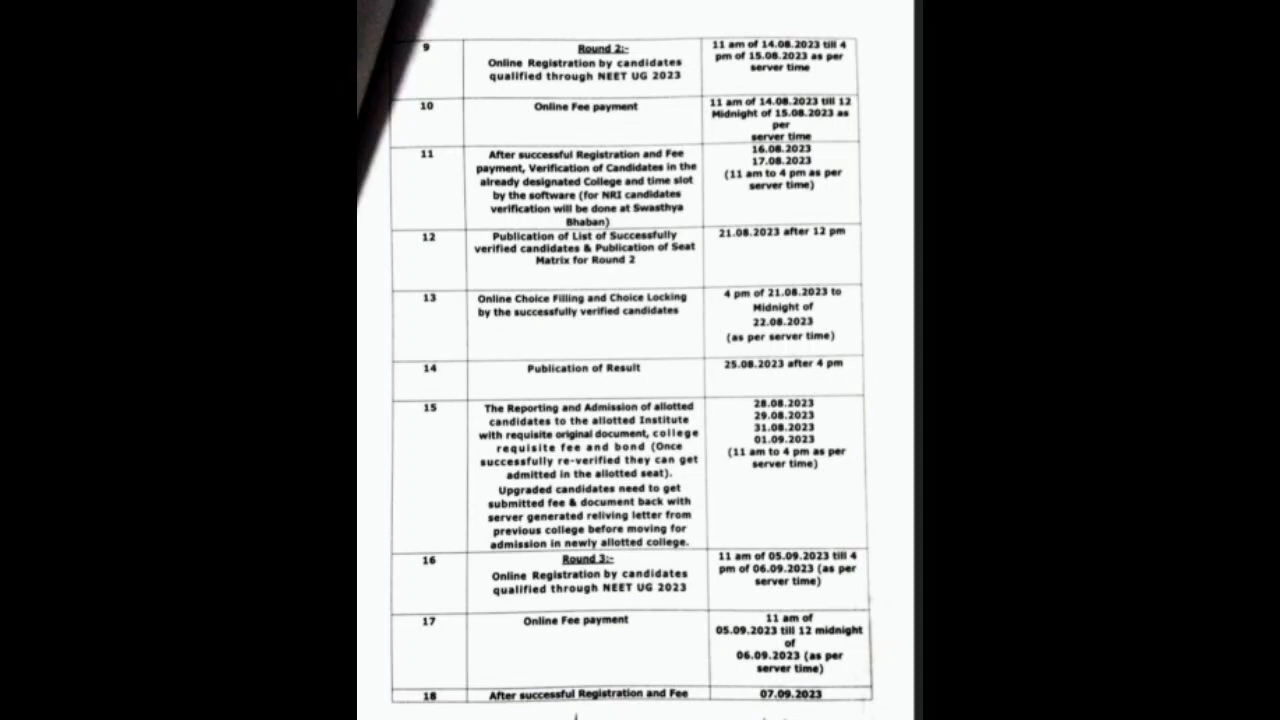 9
Round 2:-
Online Registration by candidates
qualified through NEET UG 2023
11 am of 14.08.2023 till 4
pm of 15.08.2023 as per
server time
10
Online Fee payment
11 am of 14.08.2023 till 12
Midnight of 15.08.2023 as
per
server time
11
After successful Registration and Fee
payment, Verification of Candidates in the
already designated College and time slot
by the software (for NRI candidates
verification will be done at Swasthya
Bhaban)
16.08.2023
17.08.2023
(11 am to 4 pm as per
server time)
12
Publication of List of Successfully
verified candidates & Publication of Seat
Matrix for Round 2
21.08.2023 after 12 pm
13
Online Choice Filling and Choice Locking
by the successfully verified candidates
4 pm of 21.08.2023 to
Midnight of
22.08.2023
(as per server time)
14
Publication of Result
25.08.2023 after 4 pm
15
The Reporting and Admission of allotted
candidates to the allotted Institute
with requisite original document, college
requisite fee and bond (Once
successfully re-verified they can get
admitted in the allotted seat).
Upgraded candidates need to get
submitted fee & document back with
server generated reliving letter from
previous college before moving for
admission in newly allotted college.
28.08.2023
29.08.2023
31.08.2023
01.09.2023
(11 am to 4 pm as per
server time)
16
Round 3:-
Online Registration by candidates
qualified through NEET UG 2023
11 am of 05.09.2023 till 4
pm of 06.09.2023 (as per
server time)
17
Online Fee payment
11 am of
05.09.2023 till 12 midnight
of
06.09.2023 (as per
server time)
18
After successful Registration and Fee
07.09.2023